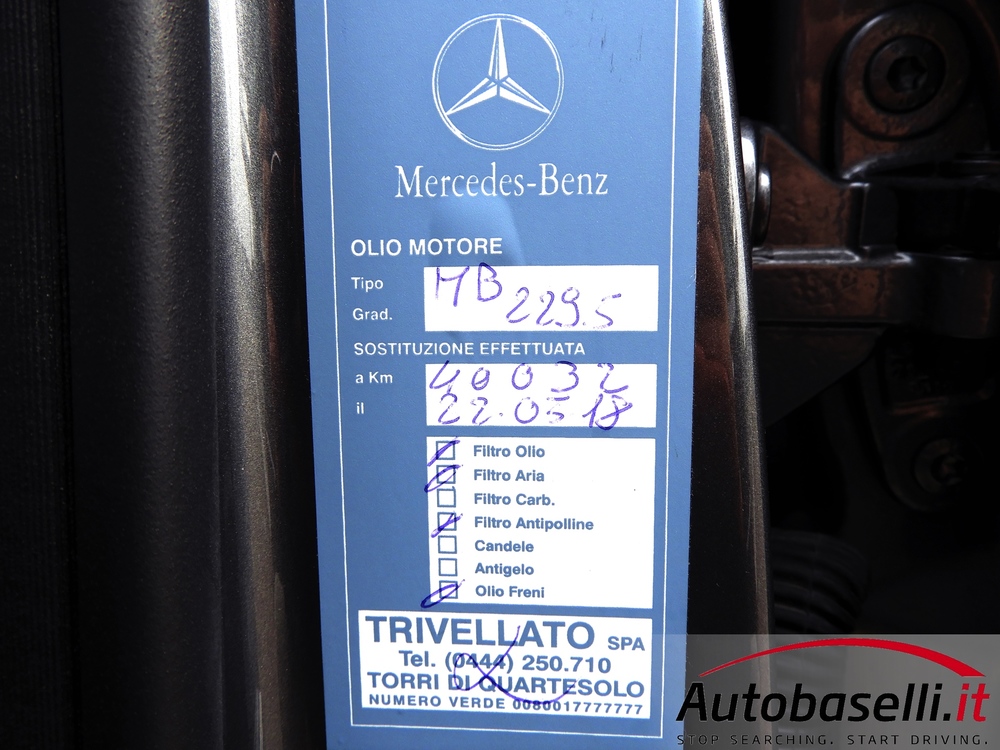 Mercedes-Benz
OLIO MOTORE
Tipo MB
Grad. 229.5
SOSTITUZIONE EFFETTUATA
a Km 40032
il 22.05 18
Filtro Olio
Filtro Aria
Filtro Carb.
Filtro Antipolline
Candele
Antigelo
Olio Freni
TRIVELLATO SPA
Tel. (0444) 250.710
TORRI DI QUARTESOLO
NUMERO VERDE 0080017777777
Autobaselli.it
STOP SEARCHING. START DRIVING.